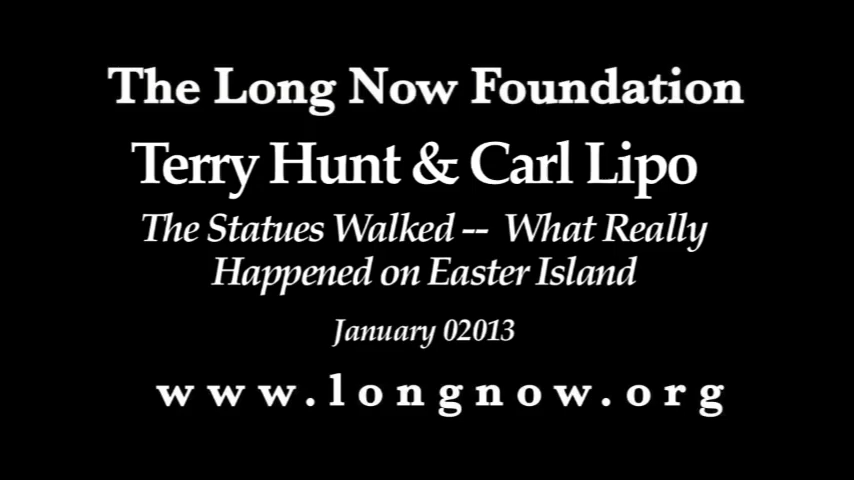 The Long Now Foundation
Terry Hunt & Carl Lipo
The Statues Walked -- What Really
Happened on Easter Island
January 02013
www.longnow.org